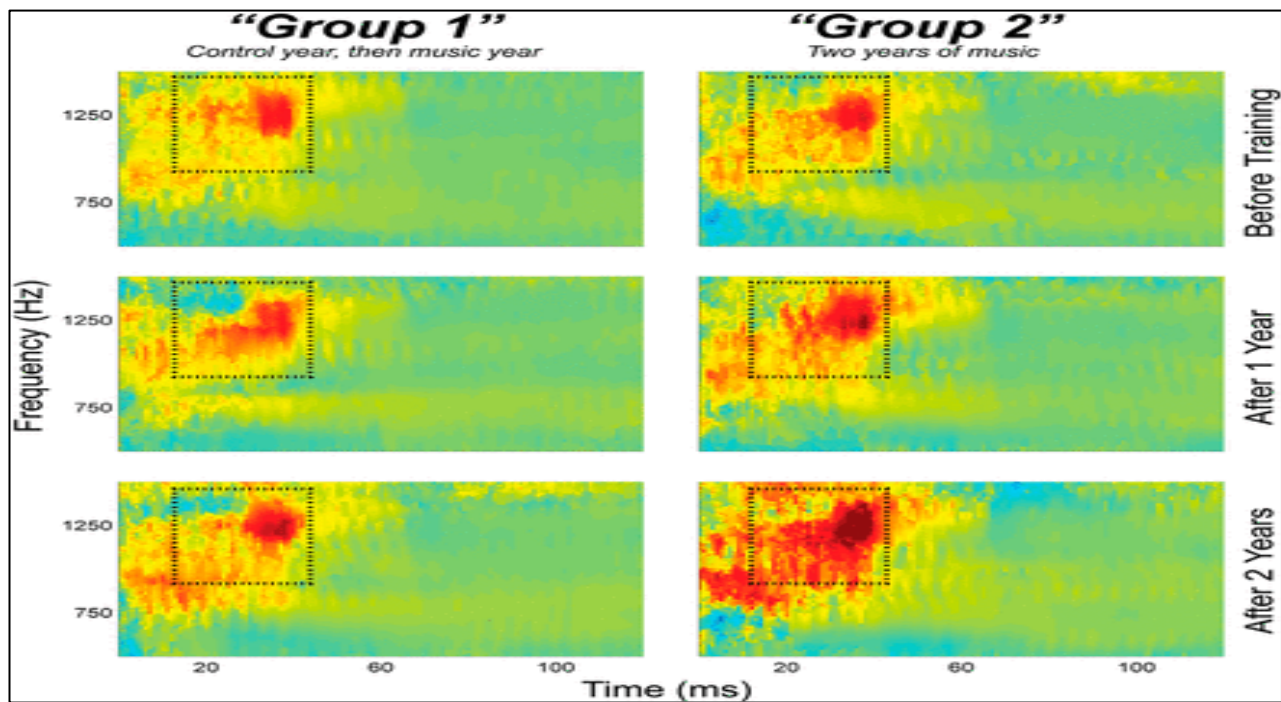 “Group 1”
Control year, then music year
“Group 2”
Two years of music
1250
750
Before Training
Frequency (Hz)
1250
750
After 1 Year
1250
750
After 2 Years
20 60 100
20 60 100
Time (ms)